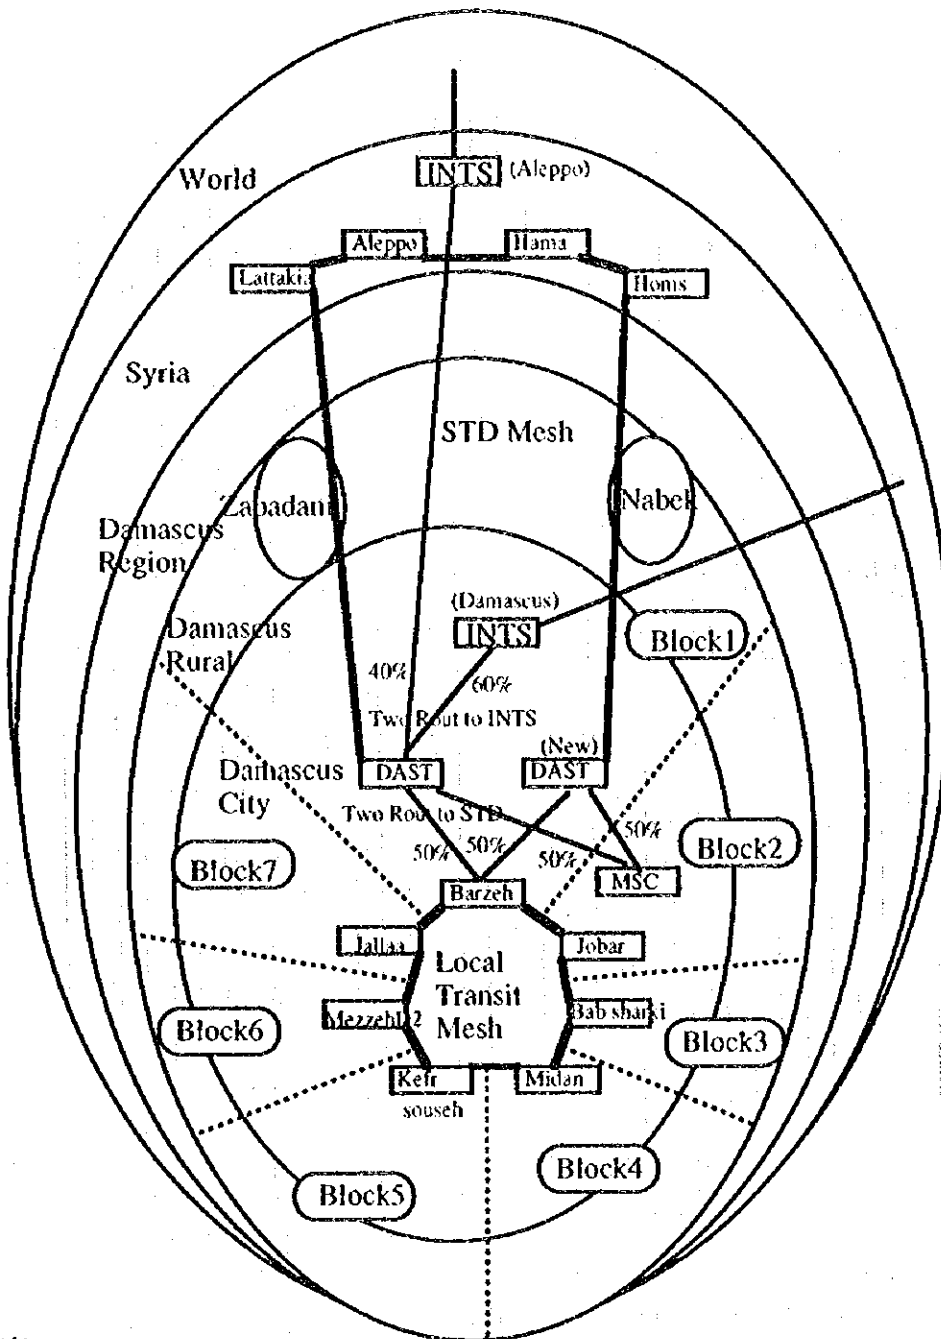 World
INTS (Aleppo)
Aleppo
Hama
Lattakia
Homs
Syria
STD Mesh
Zabadani
Nabek
Damascus
Region
(Damascus)
INTS
Block1
Damascus
Rural
40%
60%
Two Rout to INTS
(New)
DAST
DAST
Damascus
City
Two Rout to STD
50%
50%
50%
50%
Block7
Block2
MSC
Barzeh
Jallaa
Jobar
Local
Transit
Mesh
Mezzeh1,2
Bab sharki
Block6
Block3
Kefr
souseh
Midan
Block5
Block4